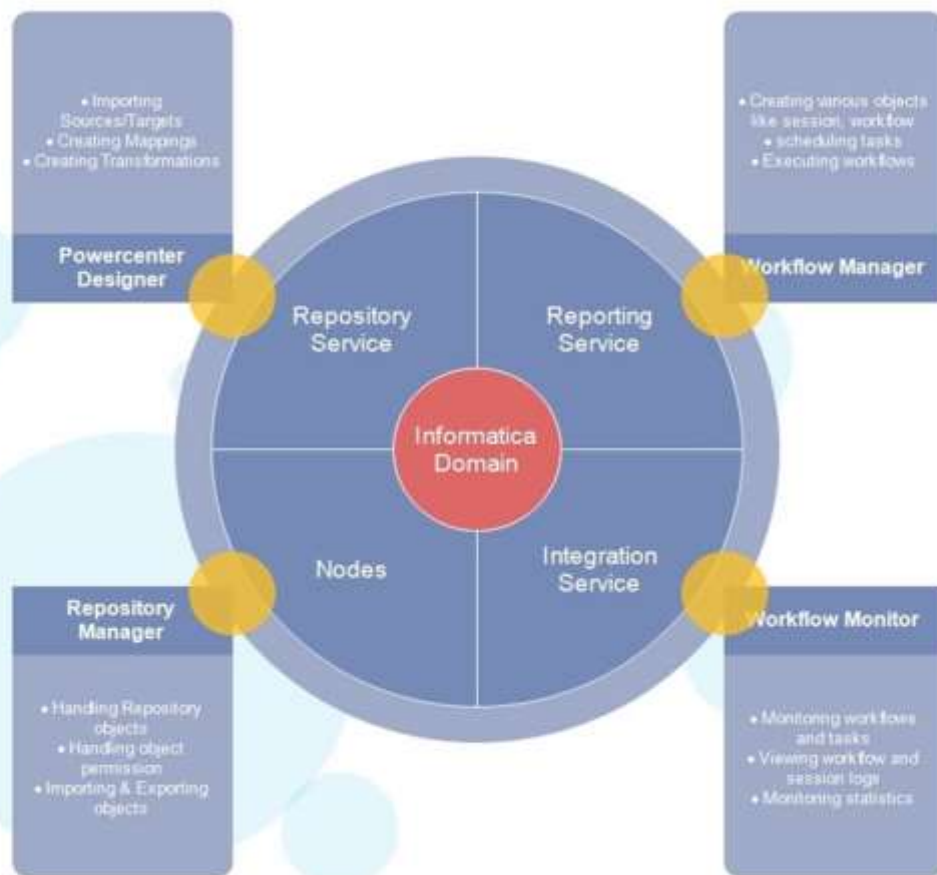 • Importing
Sources/Targets
• Creating Mappings
• Creating Transformations
Powercenter
Designer
• Creating various objects
like session, workflow
• scheduling tasks
• Executing workflows
Workflow Manager
Repository
Service
Reporting
Service
Informatica
Domain
Nodes
Integration
Service
Repository
Manager
• Handling Repository
objects
• Handling object
permission
• Importing & Exporting
objects
Workflow Monitor
• Monitoring workflows
and tasks
• Viewing workflow and
session logs
• Monitoring statistics